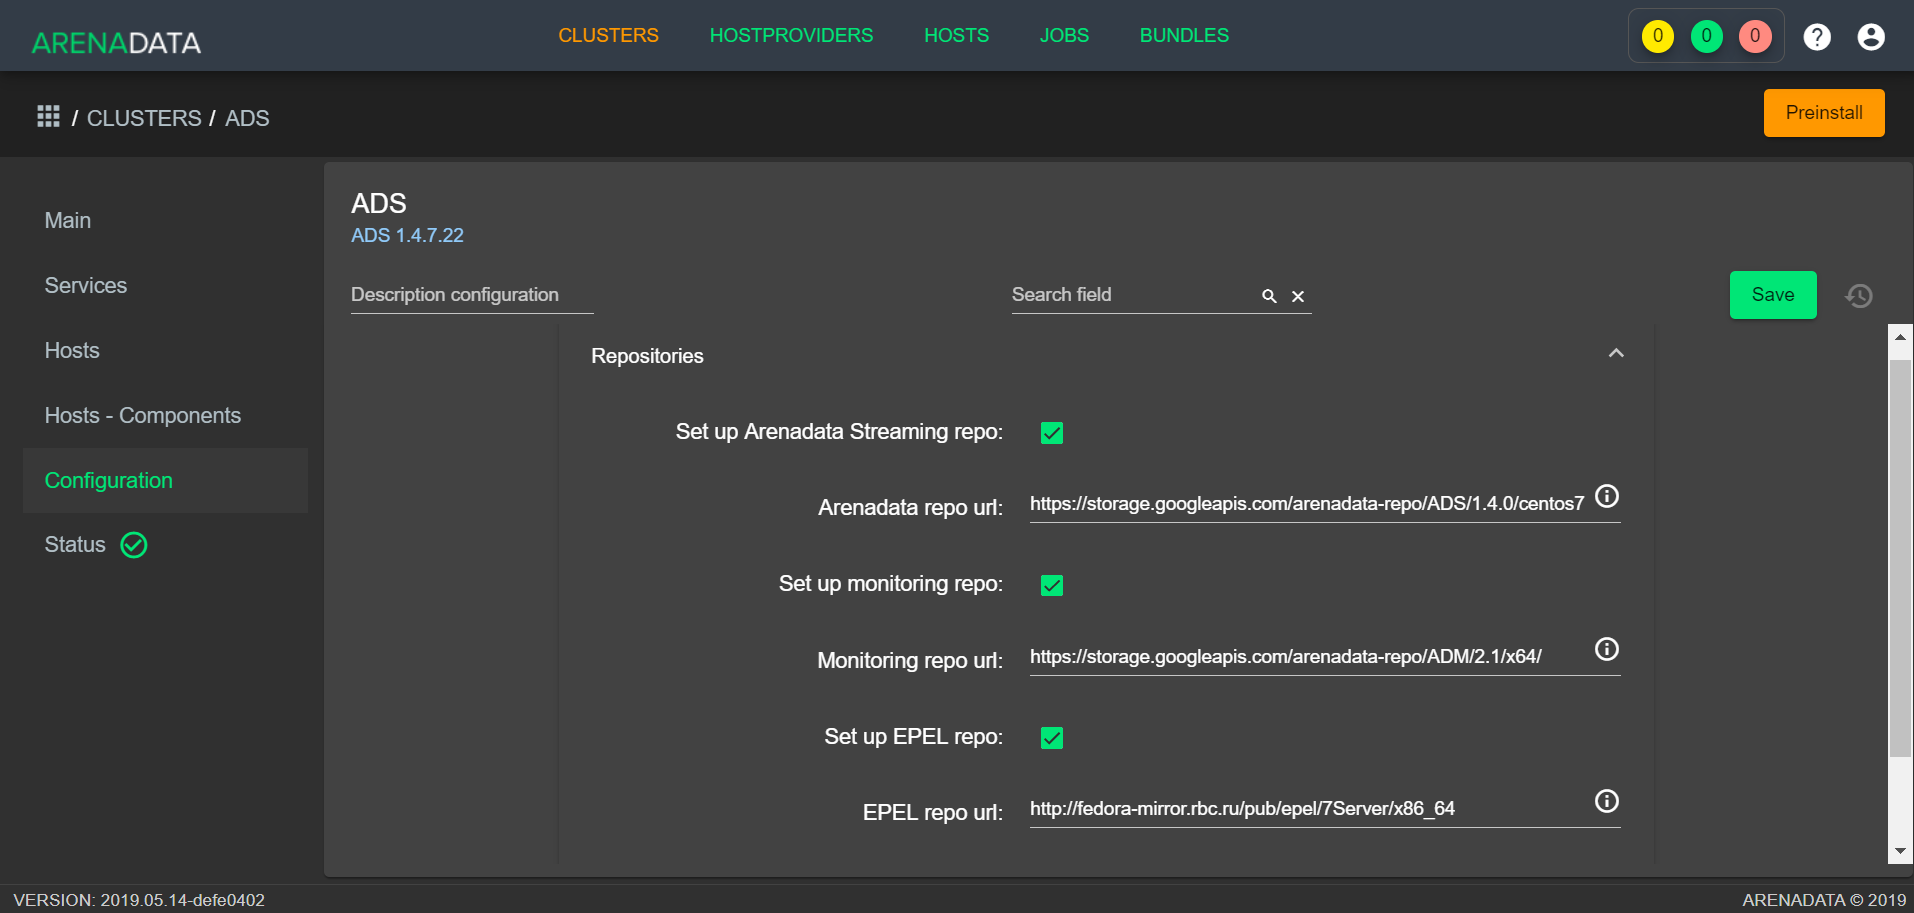 ARENADATA
CLUSTERS HOSTPROVIDERS HOSTS JOBS BUNDLES
0 0 0 ?
/ CLUSTERS / ADS
Preinstall
Main
Services
Hosts
Hosts - Components
Configuration
Status
ADS
ADS 1.4.7.22
Description configuration
Search field
Save
Repositories
Set up Arenadata Streaming repo:
Arenadata repo url: https://storage.googleapis.com/arenadata-repo/ADS/1.4.0/centos7
Set up monitoring repo:
Monitoring repo url: https://storage.googleapis.com/arenadata-repo/ADM/2.1/x64/
Set up EPEL repo:
EPEL repo url: http://fedora-mirror.rbc.ru/pub/epel/7Server/x86_64
VERSION: 2019.05.14-defe0402
ARENADATA © 2019